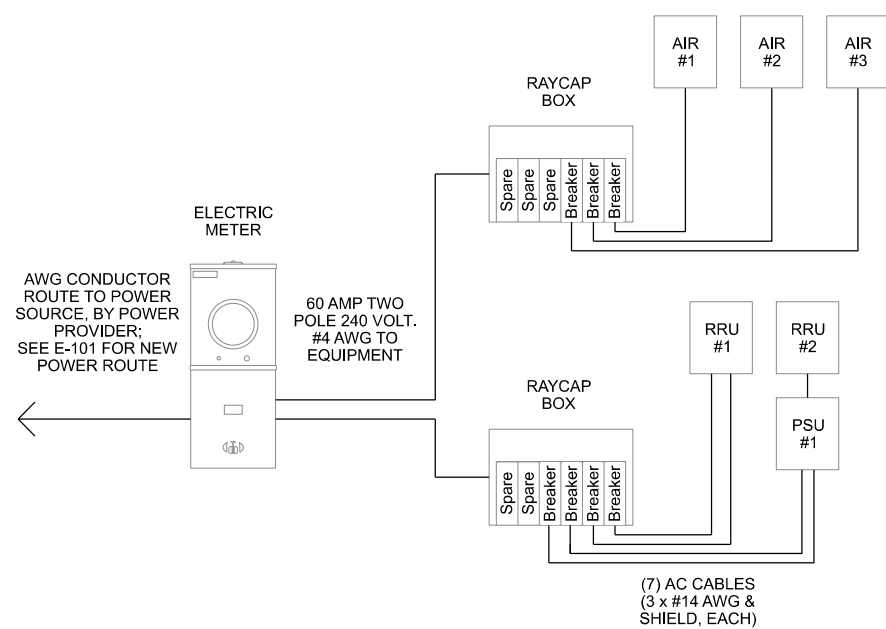 AIR
#1
AIR
#2
AIR
#3
RAYCAP
BOX
Spare
Spare
Spare
Breaker
Breaker
Breaker
ELECTRIC
METER
AWG CONDUCTOR
ROUTE TO POWER
SOURCE, BY POWER
PROVIDER;
SEE E-101 FOR NEW
POWER ROUTE
60 AMP TWO
POLE 240 VOLT.
#4 AWG TO
EQUIPMENT
RRU
#1
RRU
#2
RAYCAP
BOX
PSU
#1
Spare
Spare
Breaker
Breaker
Breaker
Breaker
(7) AC CABLES
(3 x #14 AWG &
SHIELD, EACH)